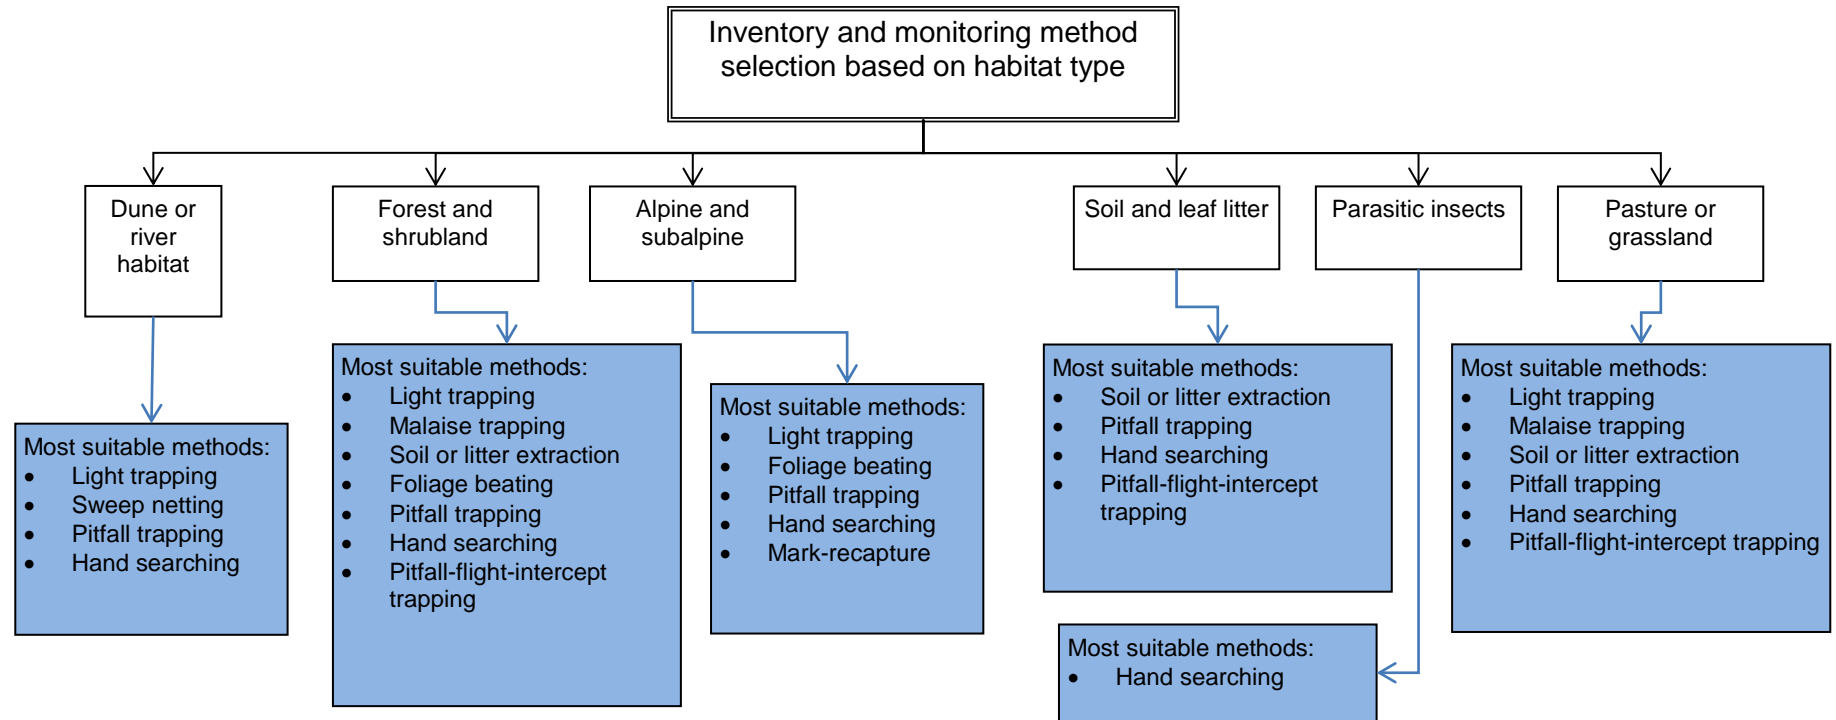 Inventory and monitoring method
selection based on habitat type
Dune or
river
habitat
Forest and
shrubland
Alpine and
subalpine
Soil and leaf litter
Parasitic insects
Pasture or
grassland
Most suitable methods:
• Light trapping
• Sweep netting
• Pitfall trapping
• Hand searching
Most suitable methods:
• Light trapping
• Malaise trapping
• Soil or litter extraction
• Foliage beating
• Pitfall trapping
• Hand searching
• Pitfall-flight-intercept
trapping
Most suitable methods:
• Light trapping
• Foliage beating
• Pitfall trapping
• Hand searching
• Mark-recapture
Most suitable methods:
• Soil or litter extraction
• Pitfall trapping
• Hand searching
• Pitfall-flight-intercept
trapping
Most suitable methods:
• Hand searching
Most suitable methods:
• Light trapping
• Malaise trapping
• Soil or litter extraction
• Pitfall trapping
• Hand searching
• Pitfall-flight-intercept trapping